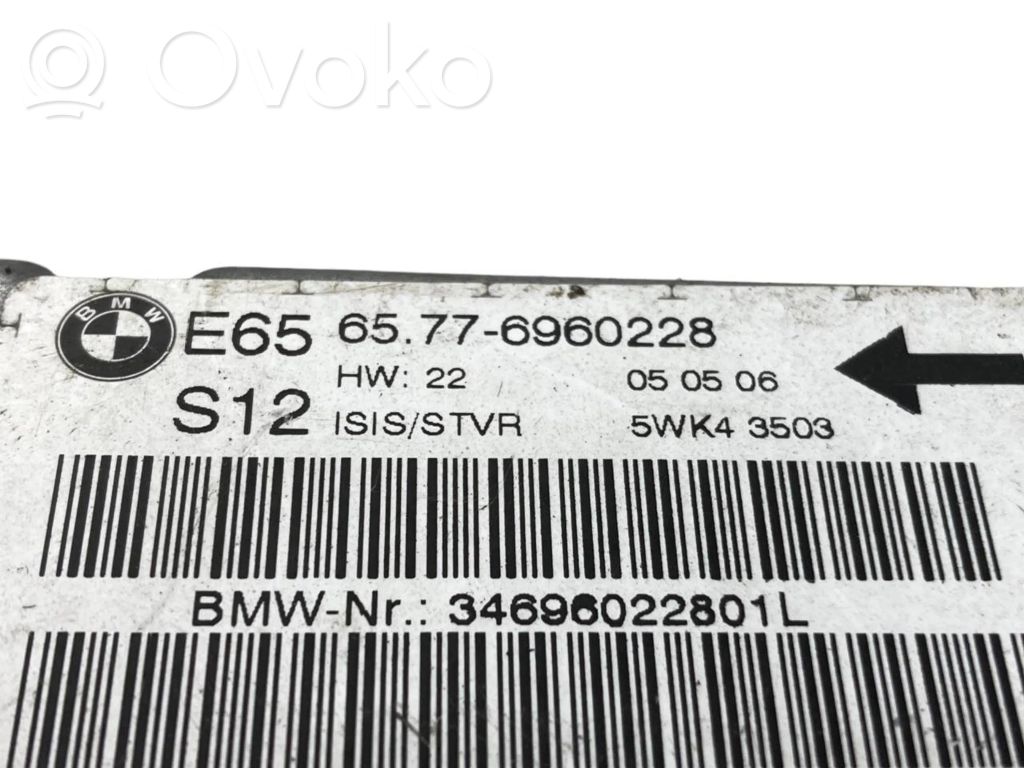 Ovoko
BMW
E65 65.77-6960228
HW: 22 05 05 06
S12 ISIS/STVR 5WK4 3503
BMW-Nr.: 34696022801L